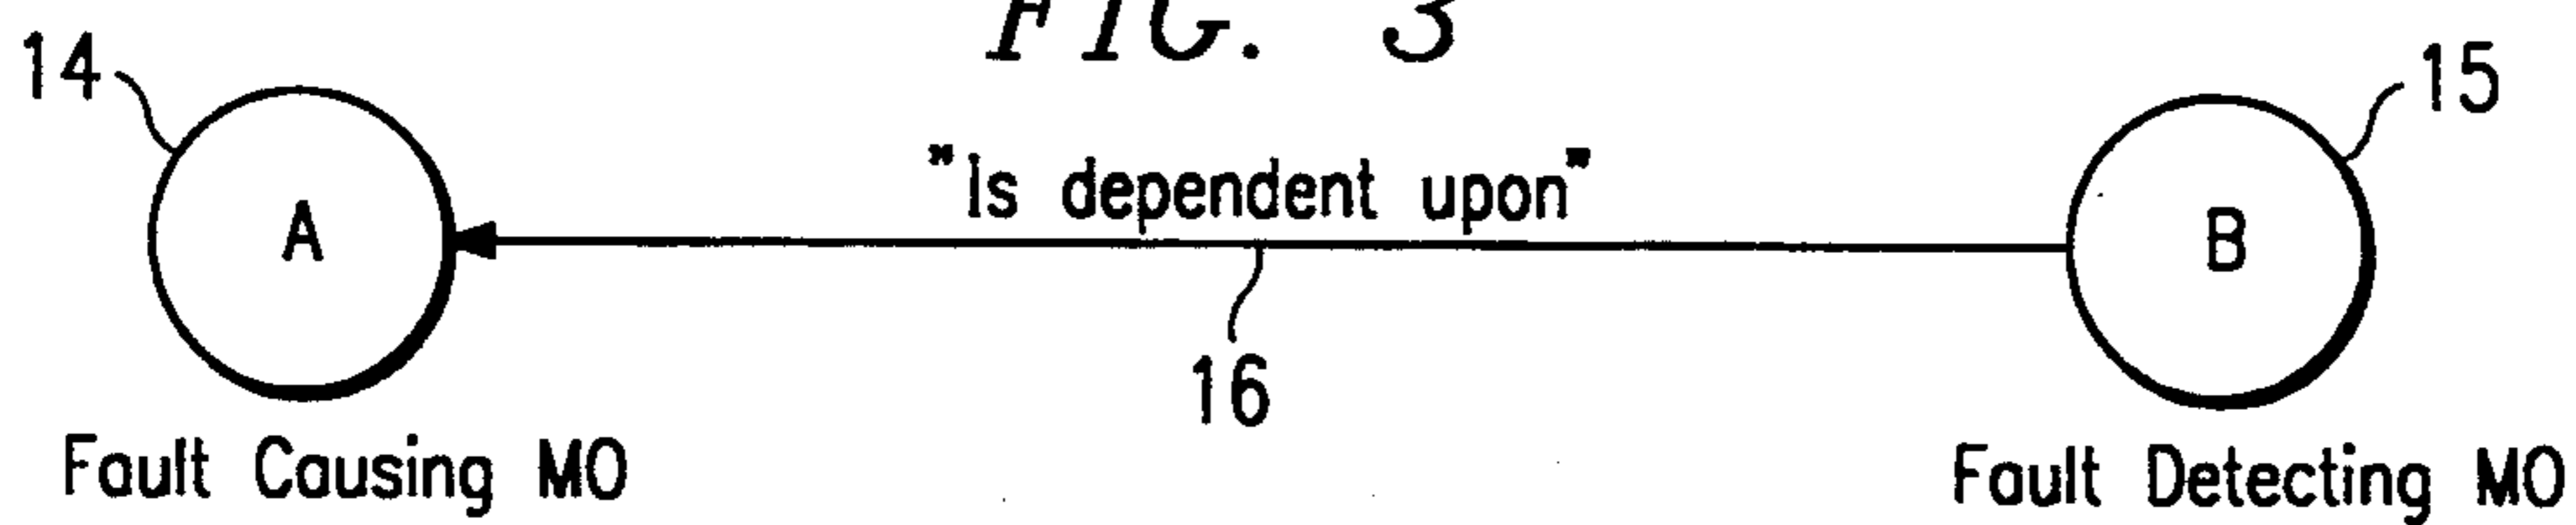 FIG. 3
14
15
"Is dependent upon"
A
B
16
Fault Causing MO
Fault Detecting MO